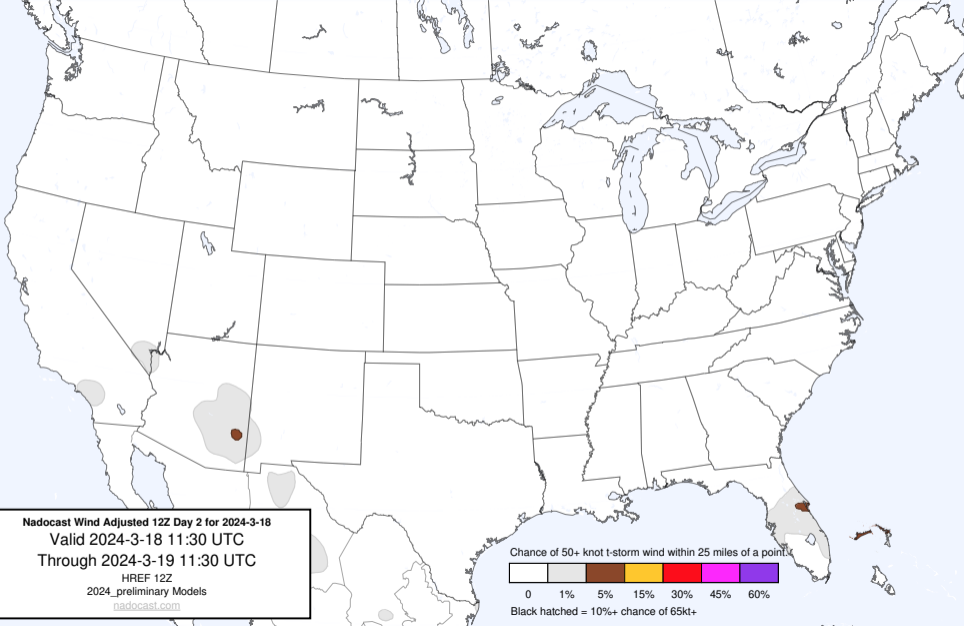 Nadocast Wind Adjusted 12Z Day 2 for 2024-3-18
Valid 2024-3-18 11:30 UTC
Through 2024-3-19 11:30 UTC
HREF 12Z
2024_preliminary Models
nadocast.com
Chance of 50+ knot t-storm wind within 25 miles of a point.
0 1% 5% 15% 30% 45% 60%
Black hatched = 10%+ chance of 65kt+